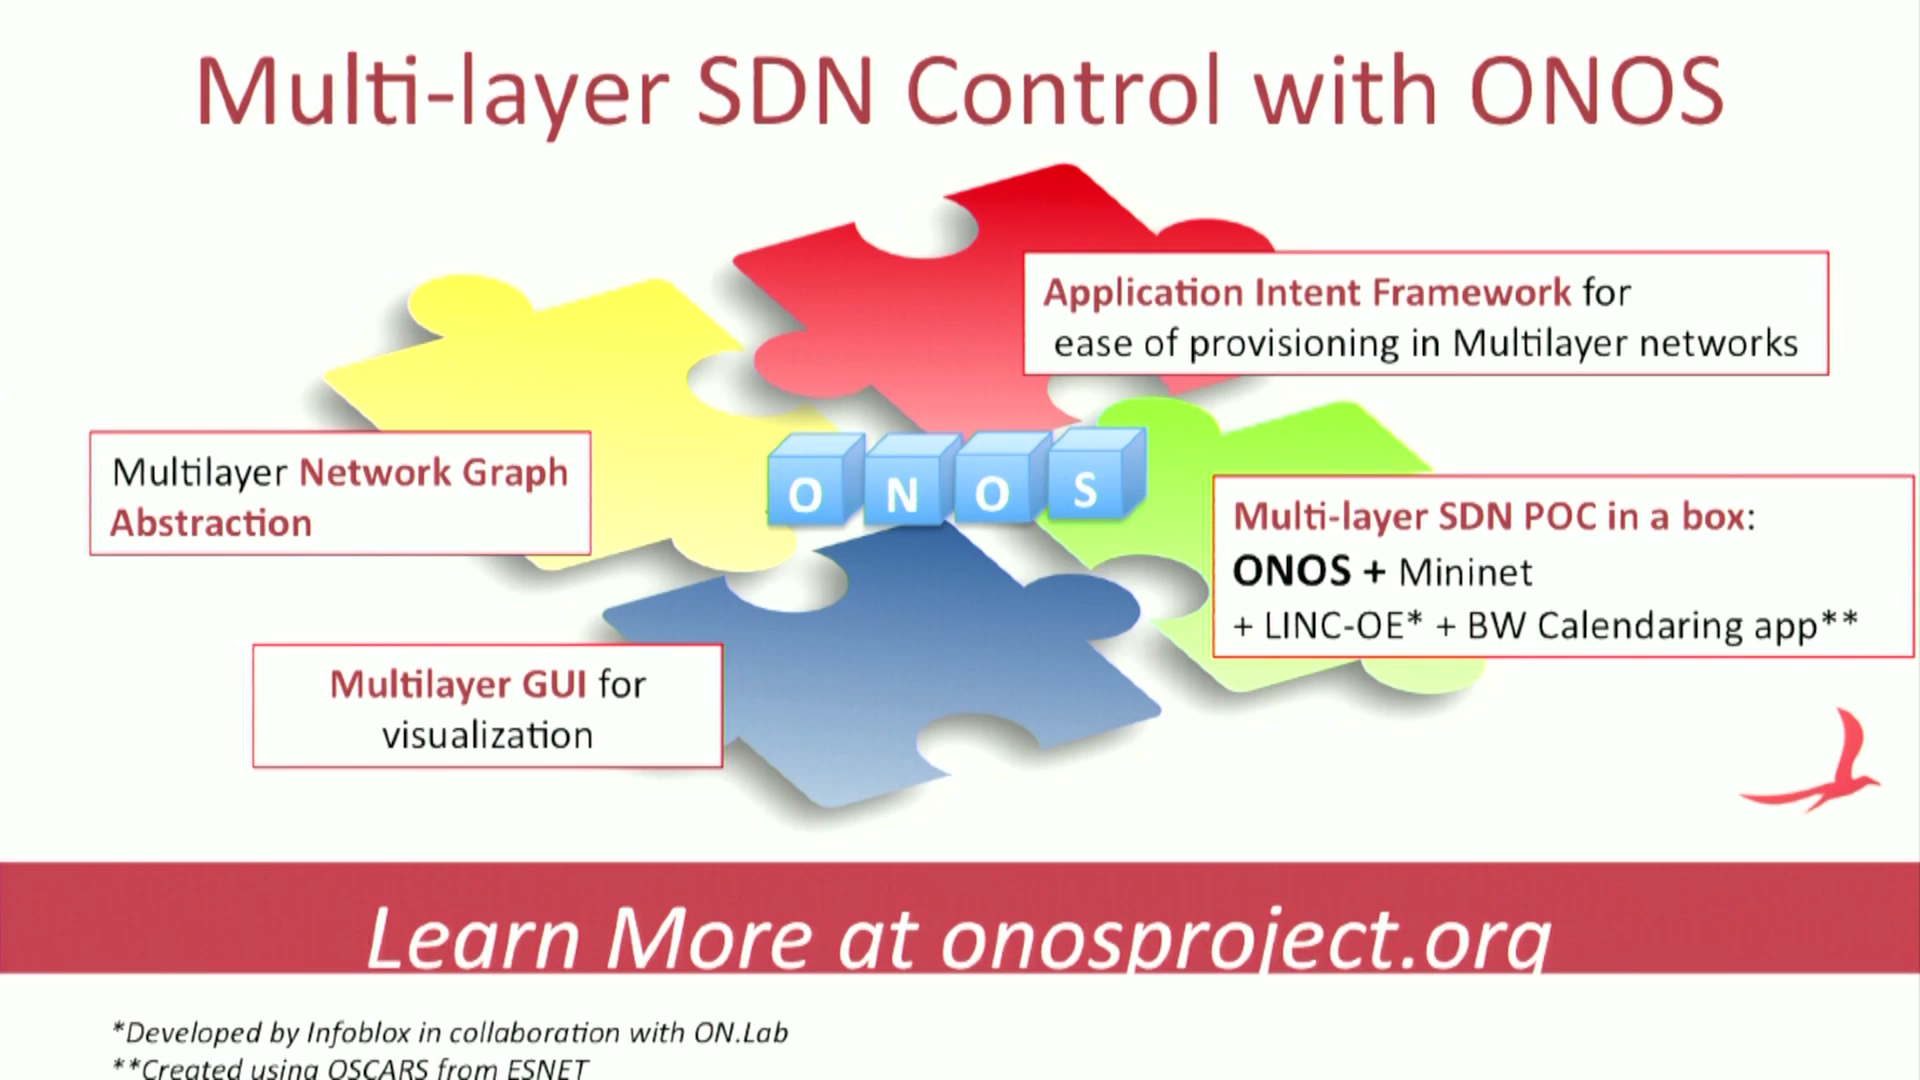 Multi-layer SDN Control with ONOS
Application Intent Framework for
ease of provisioning in Multilayer networks
Multilayer Network Graph
Abstraction
O N O S
Multi-layer SDN POC in a box:
ONOS + Mininet
+ LINC-OE* + BW Calendaring app**
Multilayer GUI for
visualization
Learn More at onosproject.org
*Developed by Infoblox in collaboration with ON.Lab
**Created using OSCARS from ESNET